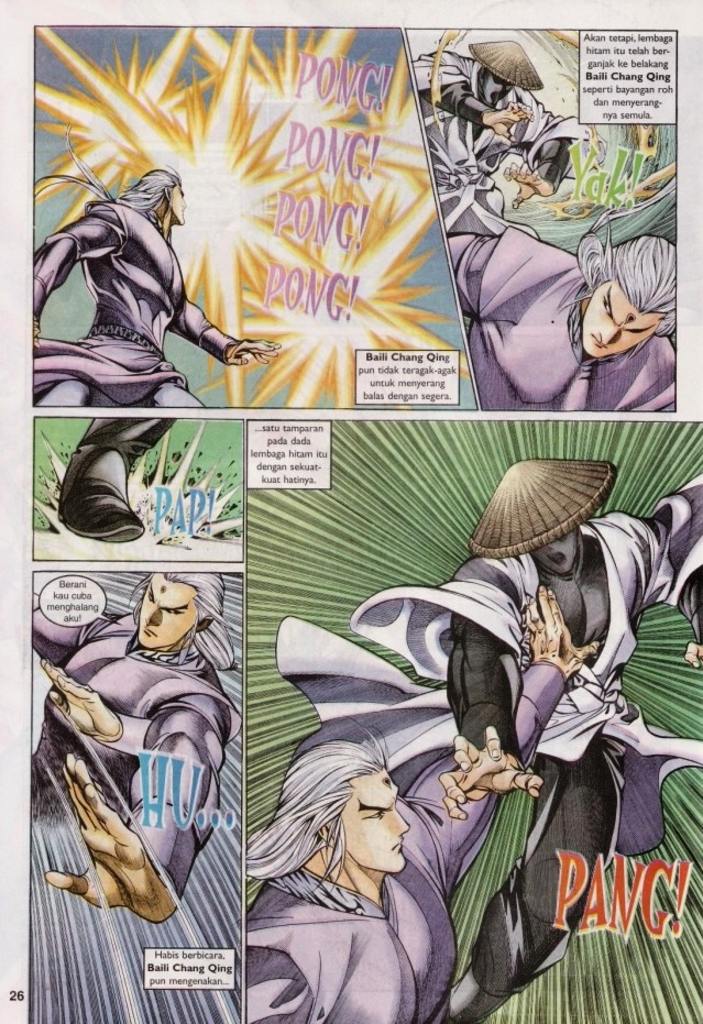 PONG!
PONG!
PONG!
PONG!
Baili Chang Qing
pun tidak teragak-agak
untuk menyerang
balas dengan segera.
Akan tetapi, lembaga
hitam itu telah ber-
ganjak ke belakang
Baili Chang Qing
seperti bayangan roh
dan menyerang-
nya semula.
Yak!
PAP!
Berani
kau cuba
menghalang
aku!
HU...
Habis berbicara,
Baili Chang Qing
pun mengenakan...
...satu tamparan
pada dada
lembaga hitam itu
dengan sekuat-
kuat hatinya.
PANG!
26